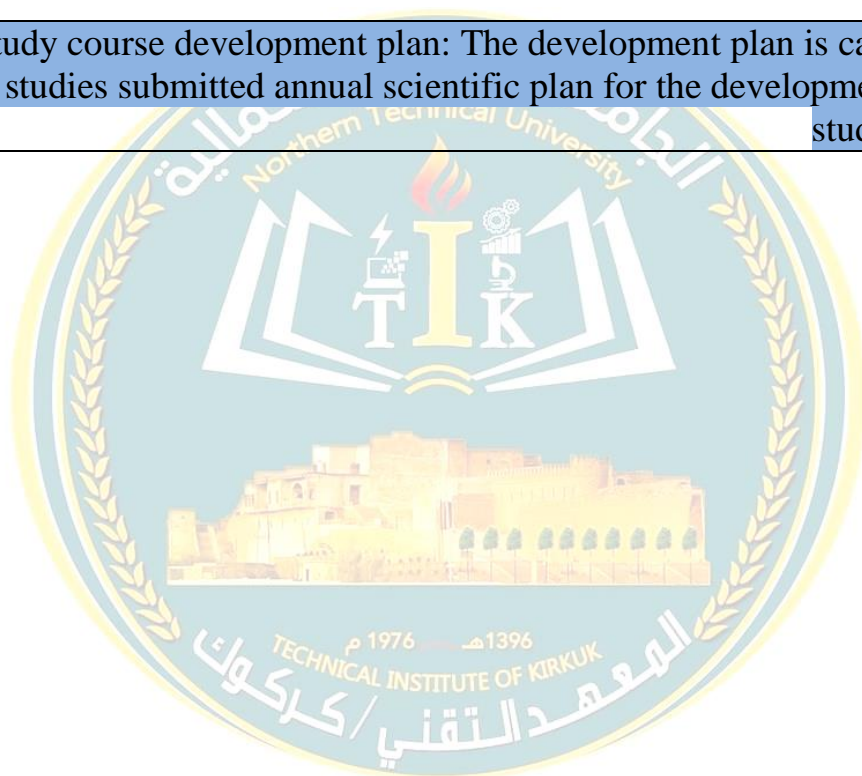 tudy course development plan: The development plan is ca
studies submitted annual scientific plan for the developme
stud
Northern Technical University
T I K
1396هـ 1976 م
TECHNICAL INSTITUTE OF KIRKUK
المعهد التقني / كركوك